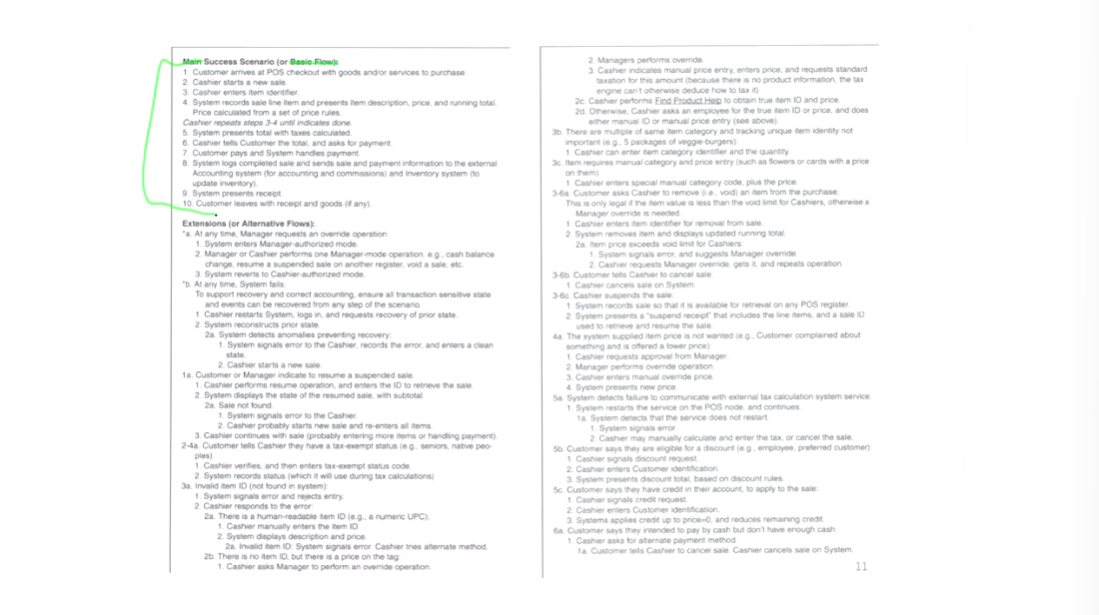 Main Success Scenario (or Basic Flow):
1. Customer arrives at POS checkout with goods and/or services to purchase.
2. Cashier starts a new sale.
3. Cashier enters item identifier.
4. System records sale line item and presents item description, price, and running total.
Price calculated from a set of price rules.
Cashier repeats steps 3-4 until indicates done.
5. System presents total with taxes calculated.
6. Cashier tells Customer the total, and asks for payment.
7. Customer pays and System handles payment.
8. System logs completed sale and sends sale and payment information to the external
Accounting system (for accounting and commissions) and Inventory system (to
update inventory).
9. System presents receipt.
10. Customer leaves with receipt and goods (if any).
Extensions (or Alternative Flows):
*a. At any time, Manager requests an override operation:
1. System enters Manager-authorized mode.
2. Manager or Cashier performs one Manager-mode operation. e.g., cash balance
change, resume a suspended sale on another register, void a sale, etc.
3. System reverts to Cashier-authorized mode.
*b. At any time, System fails:
To support recovery and correct accounting, ensure all transaction sensitive state
and events can be recovered from any step of the scenario.
1. Cashier restarts System, logs in, and requests recovery of prior state.
2. System reconstructs prior state.
2a. System detects anomalies preventing recovery:
1. System signals error to the Cashier, records the error, and enters a clean
state.
2. Cashier starts a new sale.
1a. Customer or Manager indicate to resume a suspended sale.
1. Cashier performs resume operation, and enters the ID to retrieve the sale.
2. System displays the state of the resumed sale, with subtotal.
2a. Sale not found.
1. System signals error to the Cashier.
2. Cashier probably starts new sale and re-enters all items.
3. Cashier continues with sale (probably entering more items or handling payment).
2-4a. Customer tells Cashier they have a tax-exempt status (e.g., seniors, native peo-
ples)
1. Cashier verifies, and then enters tax-exempt status code.
2. System records status (which it will use during tax calculations)
3a. Invalid item ID (not found in system):
1. System signals error and rejects entry.
2. Cashier responds to the error:
2a. There is a human-readable item ID (e.g., a numeric UPC):
1. Cashier manually enters the item ID.
2. System displays description and price.
2a. Invalid item ID: System signals error. Cashier tries alternate method.
2b. There is no item ID, but there is a price on the tag:
1. Cashier asks Manager to perform an override operation.
2. Managers performs override.
3. Cashier indicates manual price entry, enters price, and requests standard
taxation for this amount (because there is no product information, the tax
engine can't otherwise deduce how to tax it)
2c. Cashier performs Find Product Help to obtain true item ID and price.
2d. Otherwise, Cashier asks an employee for the true item ID or price, and does
either manual ID or manual price entry (see above).
3b. There are multiple of same item category and tracking unique item identity not
important (e.g., 5 packages of veggie-burgers):
1. Cashier can enter item category identifier and the quantity.
3c. Item requires manual category and price entry (such as flowers or cards with a price
on them):
1. Cashier enters special manual category code, plus the price.
3-6a: Customer asks Cashier to remove (i.e., void) an item from the purchase:
This is only legal if the item value is less than the void limit for Cashiers, otherwise a
Manager override is needed.
1. Cashier enters item identifier for removal from sale.
2. System removes item and displays updated running total.
2a. Item price exceeds void limit for Cashiers:
1. System signals error, and suggests Manager override.
2. Cashier requests Manager override, gets it, and repeats operation.
3-6b. Customer tells Cashier to cancel sale:
1. Cashier cancels sale on System.
3-6c. Cashier suspends the sale:
1. System records sale so that it is available for retrieval on any POS register.
2. System presents a "suspend receipt" that includes the line items, and a sale ID
used to retrieve and resume the sale.
4a. The system supplied item price is not wanted (e.g., Customer complained about
something and is offered a lower price):
1. Cashier requests approval from Manager.
2. Manager performs override operation.
3. Cashier enters manual override price.
4. System presents new price.
5a. System detects failure to communicate with external tax calculation system service:
1. System restarts the service on the POS node, and continues.
1a. System detects that the service does not restart.
1. System signals error.
2. Cashier may manually calculate and enter the tax, or cancel the sale.
5b. Customer says they are eligible for a discount (e.g., employee, preferred customer):
1. Cashier signals discount request.
2. Cashier enters Customer identification.
3. System presents discount total, based on discount rules.
5c. Customer says they have credit in their account, to apply to the sale:
1. Cashier signals credit request.
2. Cashier enters Customer identification.
3. Systems applies credit up to price=0, and reduces remaining credit.
6a. Customer says they intended to pay by cash but don't have enough cash:
1. Cashier asks for alternate payment method.
1a. Customer tells Cashier to cancel sale. Cashier cancels sale on System.
11